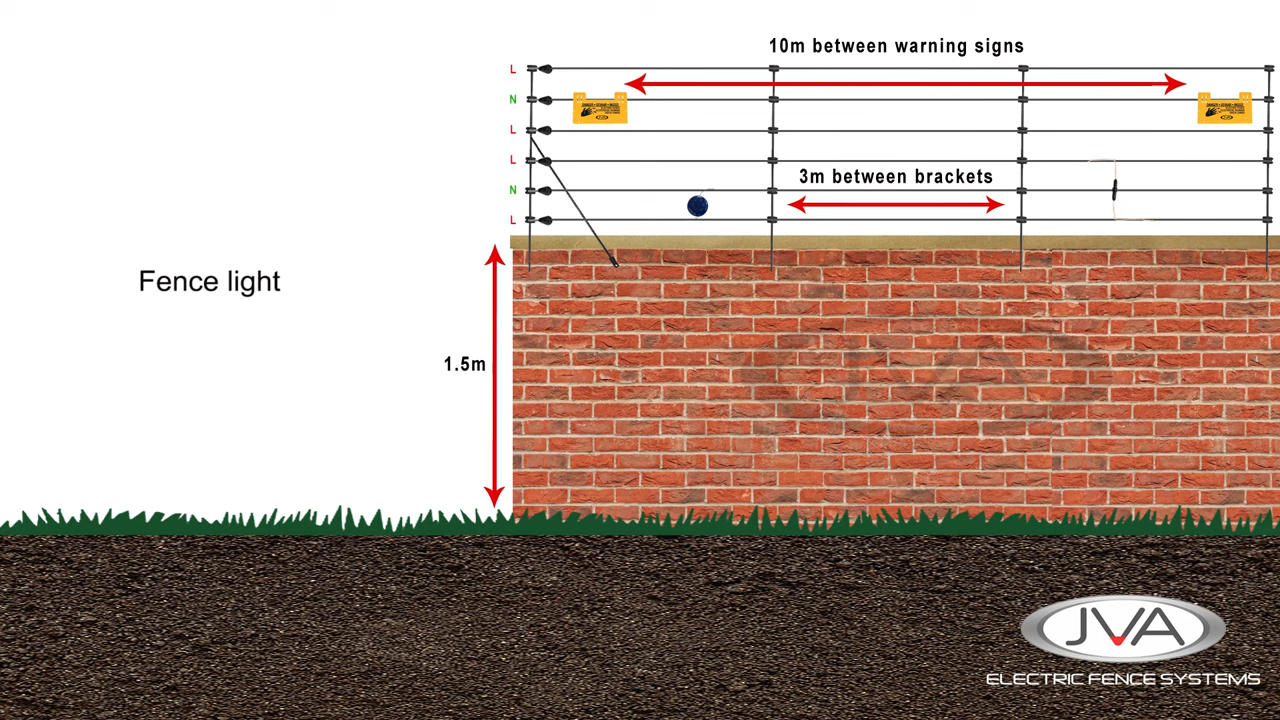 10m between warning signs
L
N
L
L
3m between brackets
N
L
Fence light
1.5m
JVA
ELECTRIC FENCE SYSTEMS